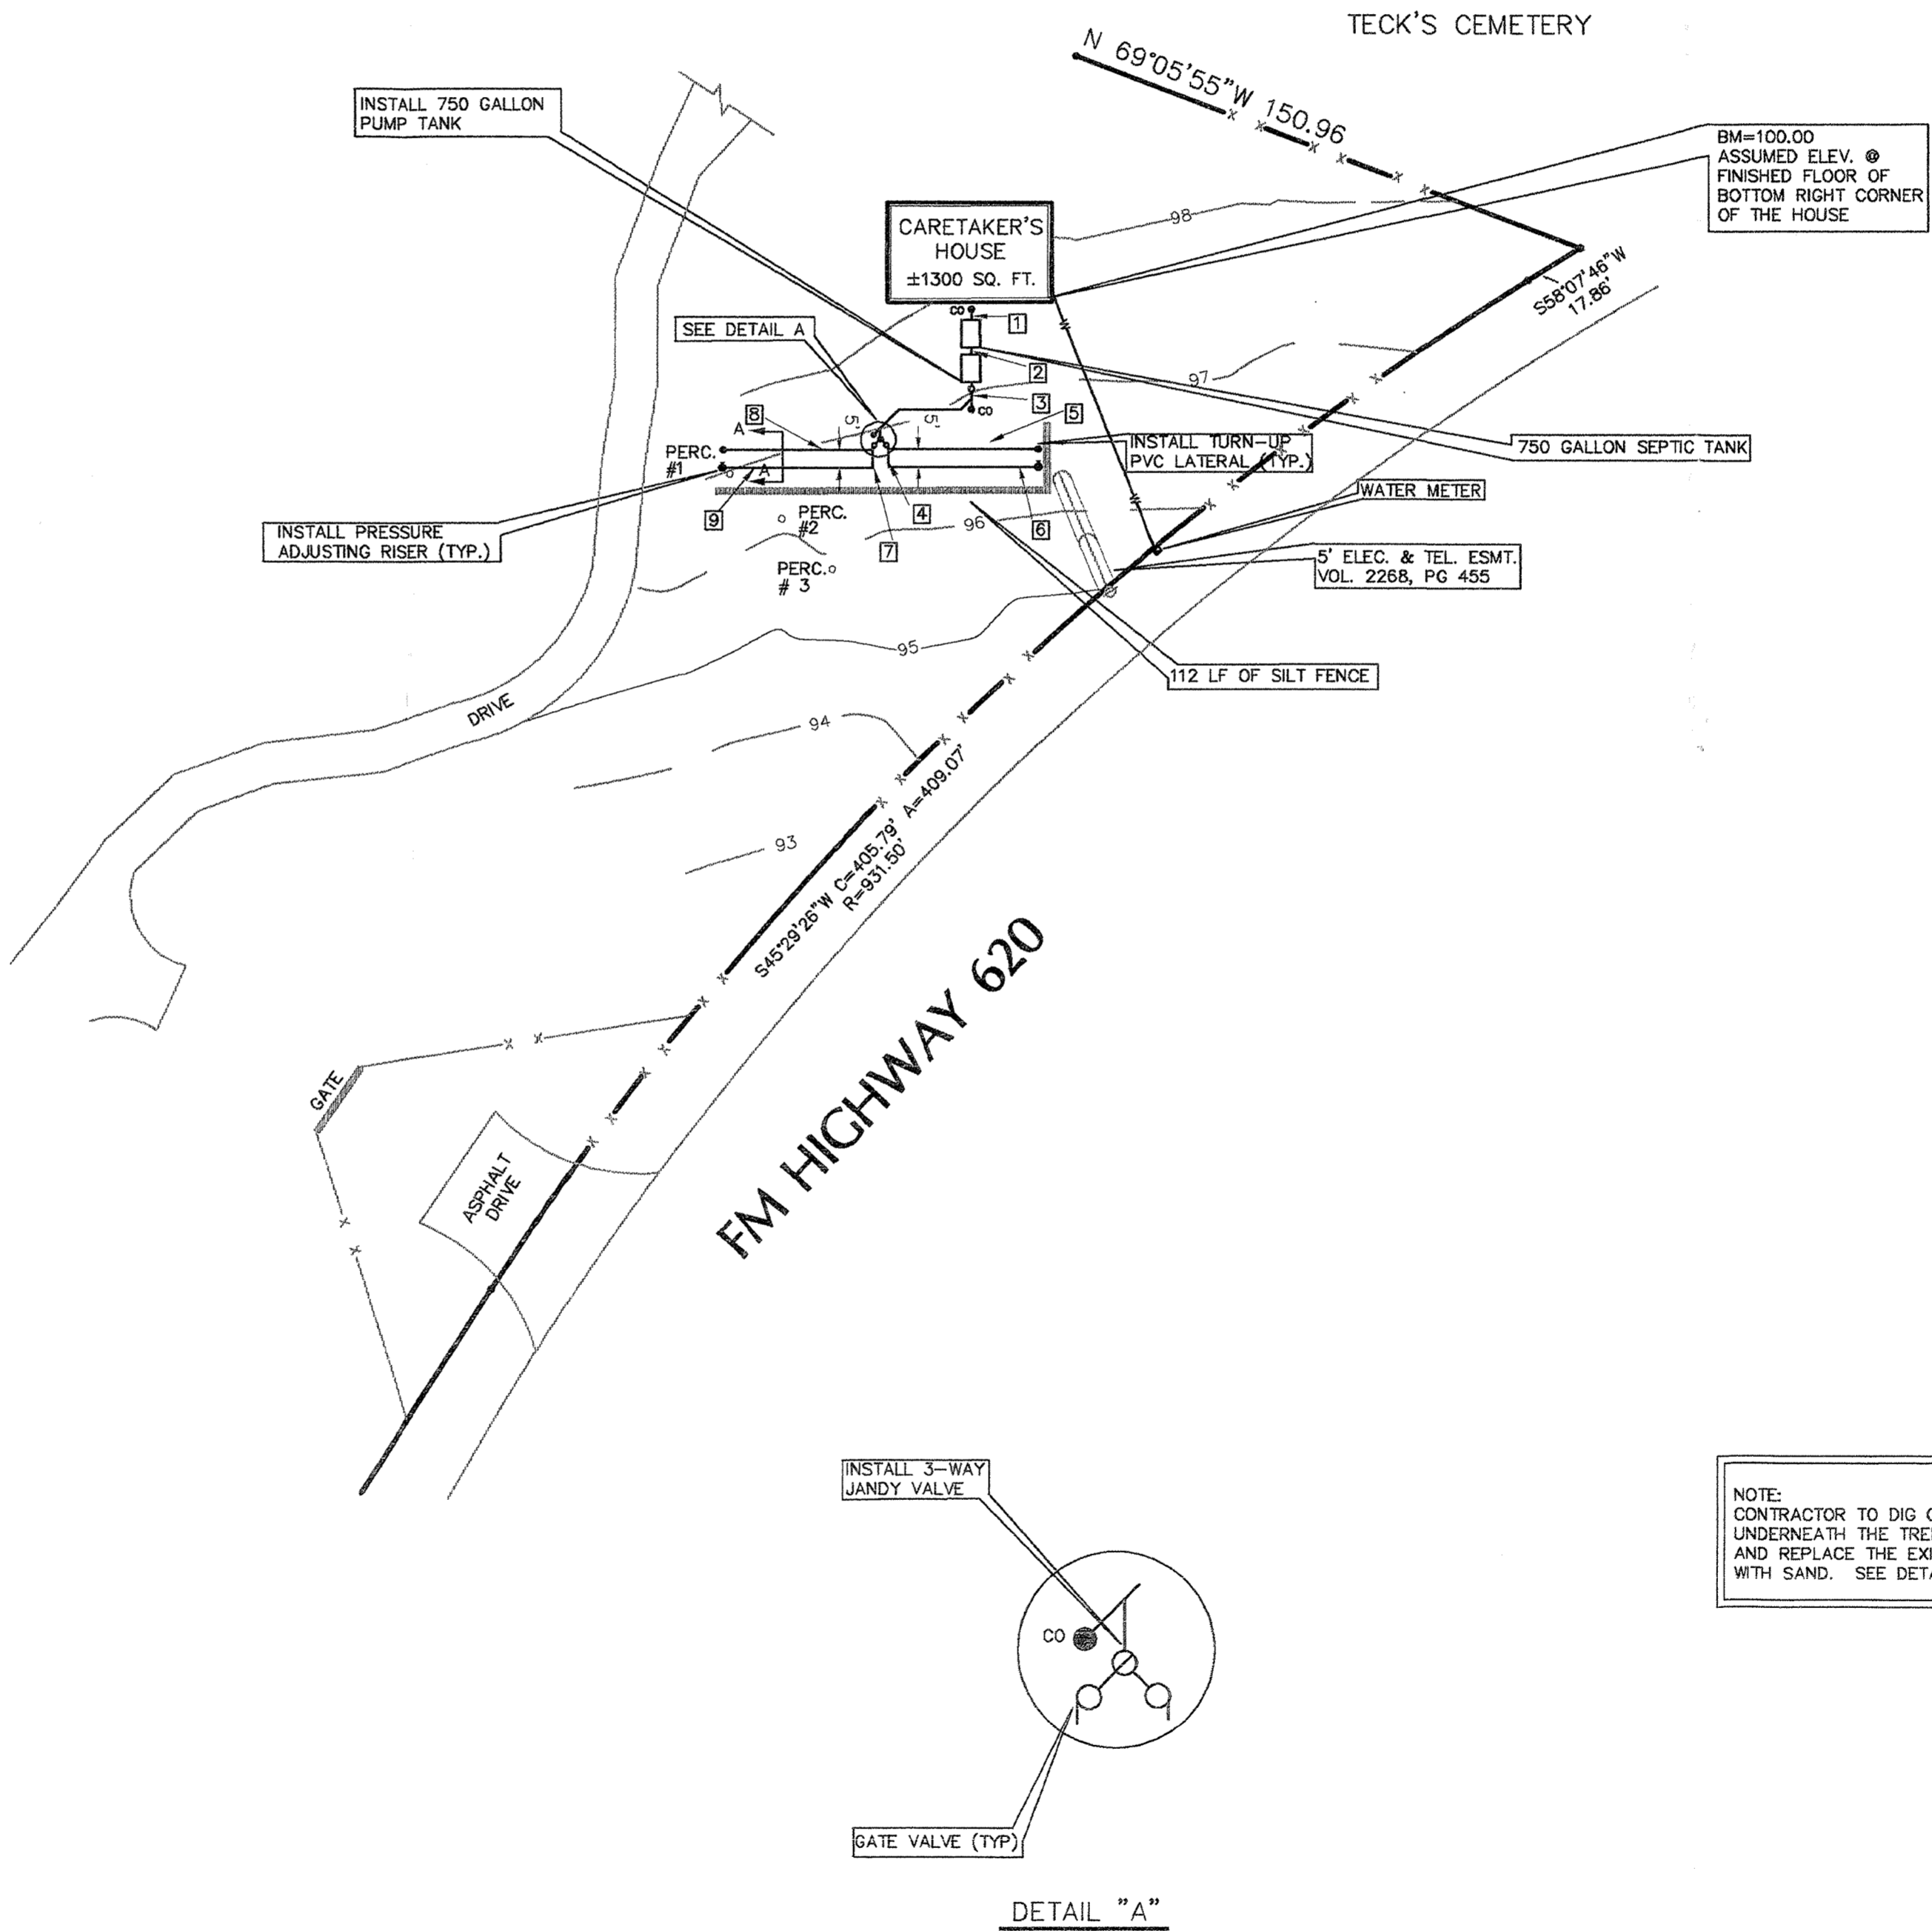 TECK'S CEMETERY
N 69°05'55"W 150.96
INSTALL 750 GALLON
PUMP TANK
BM=100.00
ASSUMED ELEV. @
FINISHED FLOOR OF
BOTTOM RIGHT CORNER
OF THE HOUSE
CARETAKER'S
HOUSE
±1300 SQ. FT.
98
S58°07'46"W
17.86'
CO
1
SEE DETAIL A
2
97
3
CO
8
5'
5'
5
A
PERC.
#1
A
INSTALL TURN-UP
PVC LATERAL (TYP.)
750 GALLON SEPTIC TANK
WATER METER
9
PERC.
#2
4
96
6
INSTALL PRESSURE
ADJUSTING RISER (TYP.)
7
5' ELEC. & TEL. ESMT.
VOL. 2268, PG 455
PERC.
# 3
95
112 LF OF SILT FENCE
DRIVE
94
93
S45°29'26"W C=405.79' A=409.07'
R=931.50'
FM HIGHWAY 620
GATE
ASPHALT
DRIVE
INSTALL 3-WAY
JANDY VALVE
NOTE:
CONTRACTOR TO DIG
UNDERNEATH THE
AND REPLACE THE
WITH SAND. SEE
CO
GATE VALVE (TYP)
DETAIL "A"